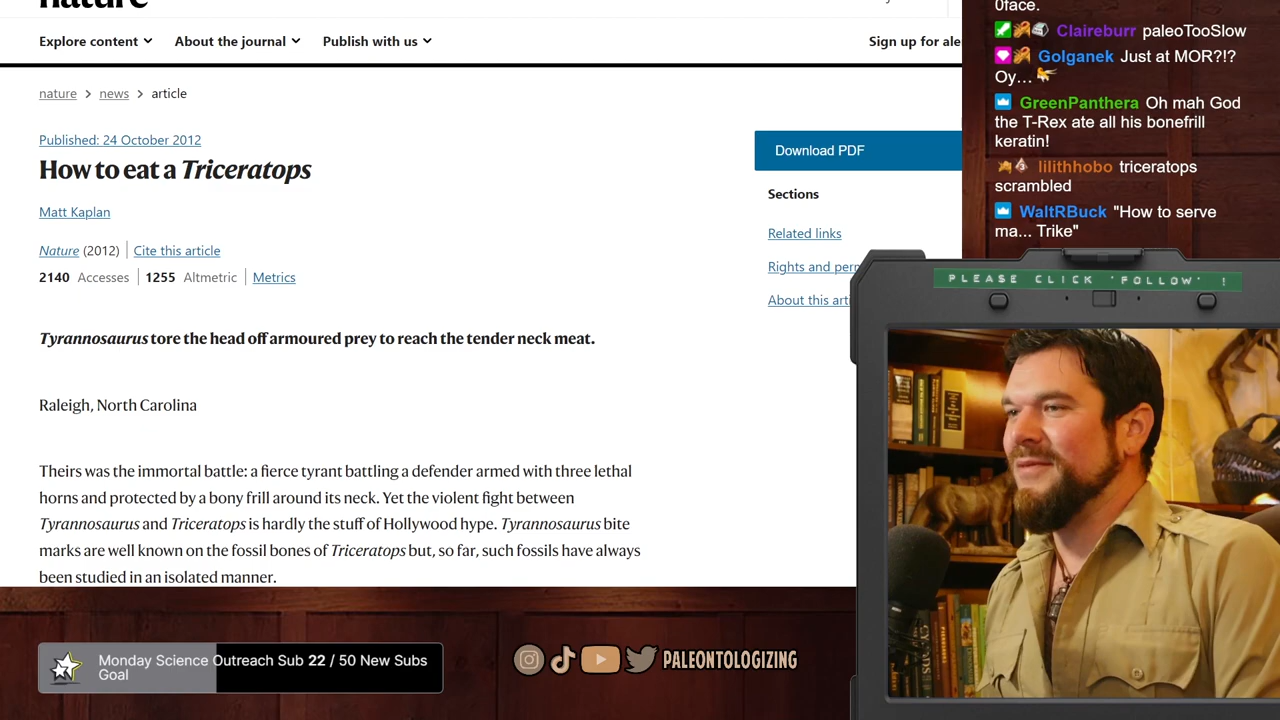 nature
Explore content
About the journal
Publish with us
Sign up for ale
nature > news > article
Published: 24 October 2012
How to eat a Triceratops
Matt Kaplan
Nature (2012) | Cite this article
2140 Accesses | 1255 Altmetric | Metrics
Tyrannosaurus tore the head off armoured prey to reach the tender neck meat.
Raleigh, North Carolina
Theirs was the immortal battle: a fierce tyrant battling a defender armed with three lethal
horns and protected by a bony frill around its neck. Yet the violent fight between
Tyrannosaurus and Triceratops is hardly the stuff of Hollywood hype. Tyrannosaurus bite
marks are well known on the fossil bones of Triceratops but, so far, such fossils have always
been studied in an isolated manner.
Download PDF
Sections
Related links
Rights and perm
About this arti
0face.
Claireburr paleoTooSlow
Golganek Just at MOR?!?
Oy…
GreenPanthera Oh mah God
the T-Rex ate all his bonefrill
keratin!
lilithhobo triceratops
scrambled
WaltRBuck "How to serve
ma... Trike"
PLEASE CLICK 'FOLLOW' !
Monday Science Outreach Sub 22 / 50 New Subs
Goal
PALEONTOLOGIZING